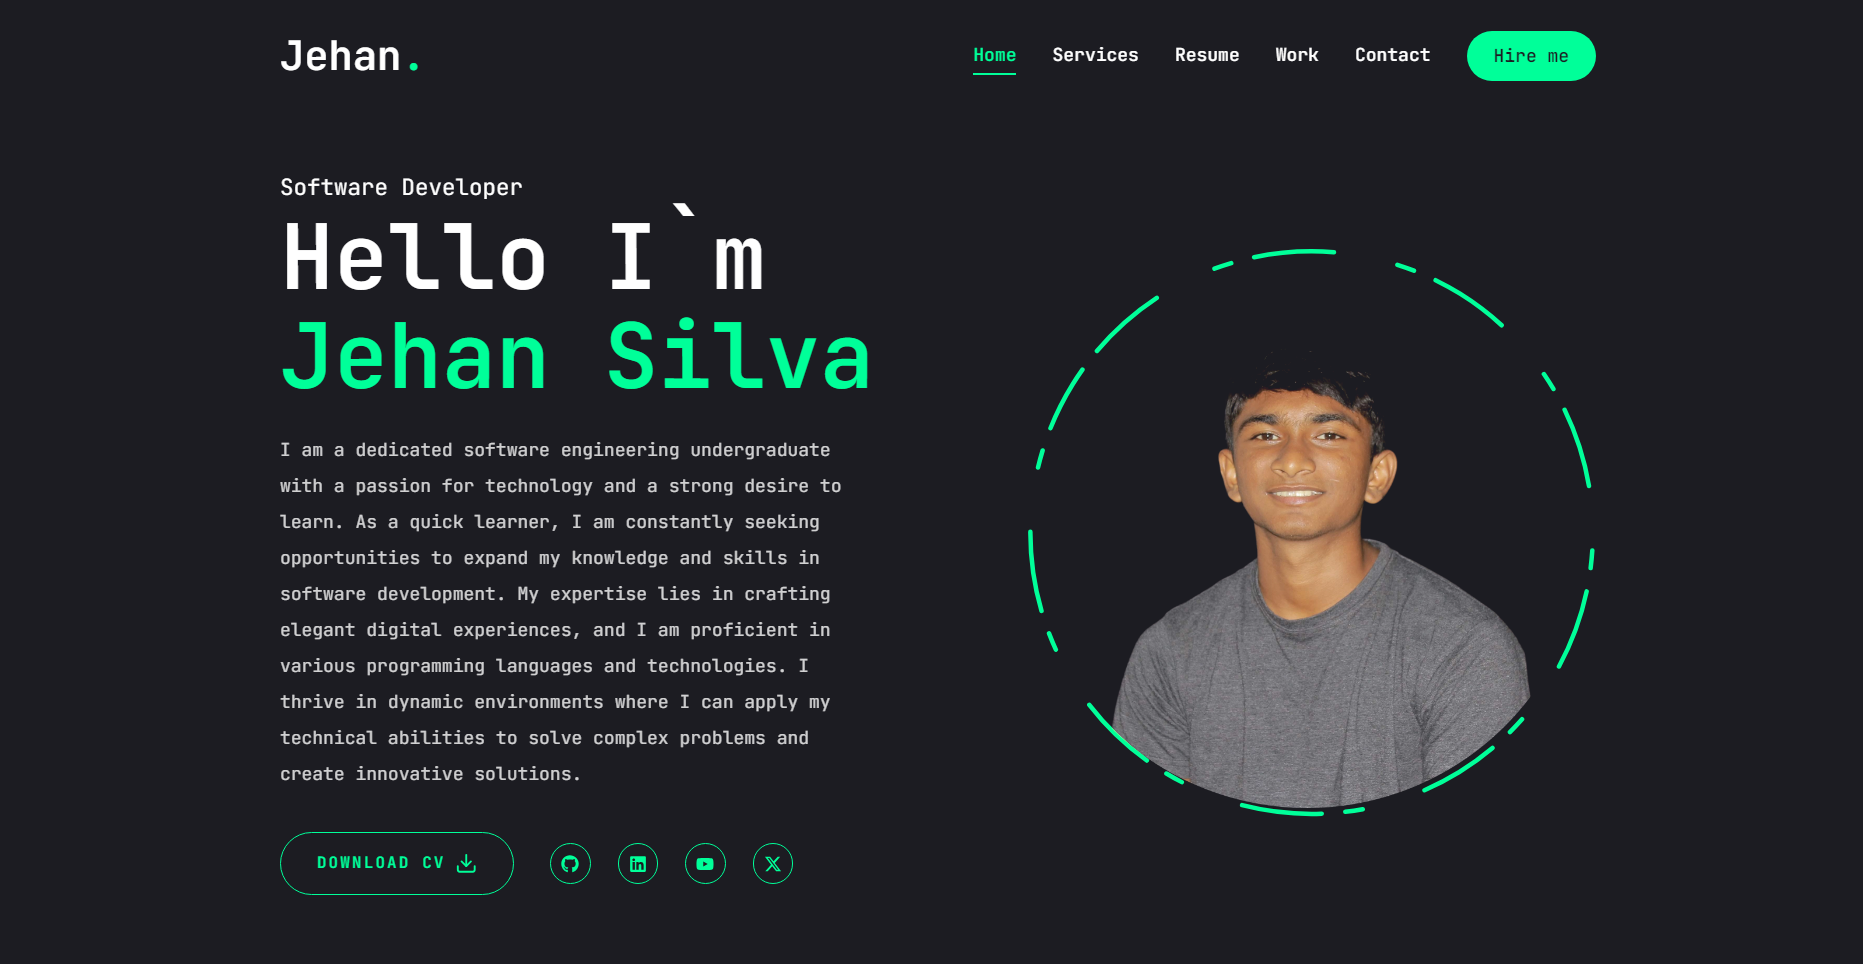 Jehan.
Home Services Resume Work Contact Hire me
Software Developer
Hello I`m
Jehan Silva
I am a dedicated software engineering undergraduate
with a passion for technology and a strong desire to
learn. As a quick learner, I am constantly seeking
opportunities to expand my knowledge and skills in
software development. My expertise lies in crafting
elegant digital experiences, and I am proficient in
various programming languages and technologies. I
thrive in dynamic environments where I can apply my
technical abilities to solve complex problems and
create innovative solutions.
DOWNLOAD CV